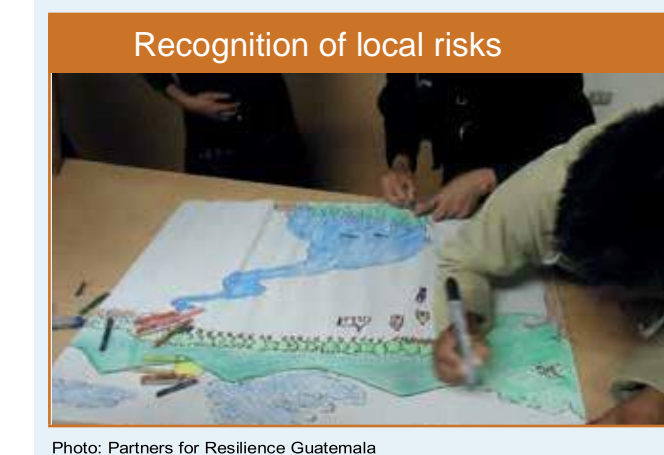 Recognition of local risks
Photo: Partners for Resilience Guatemala